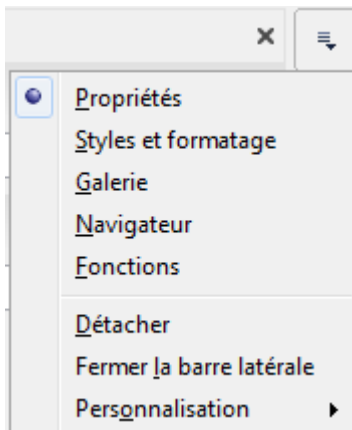 Propriétés
Styles et formatage
Galerie
Navigateur
Fonctions
Détacher
Fermer la barre latérale
Personnalisation